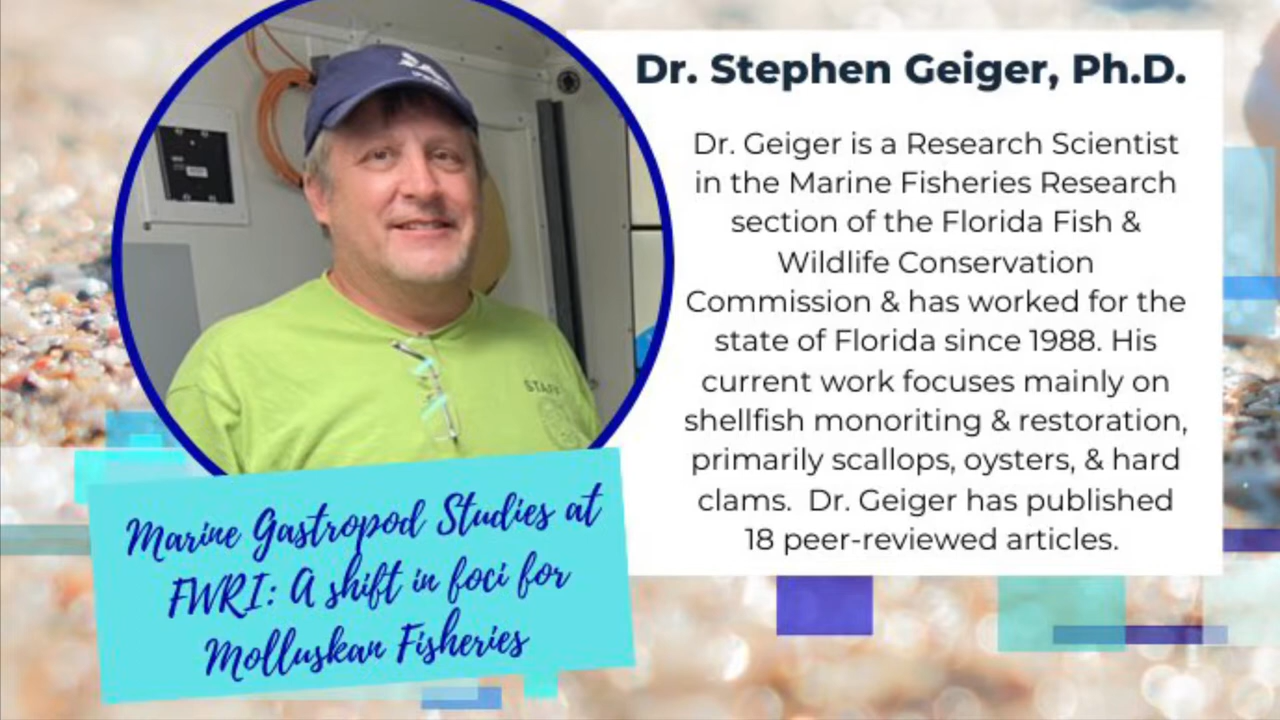 Dr. Stephen Geiger, Ph.D.
Dr. Geiger is a Research Scientist
in the Marine Fisheries Research
section of the Florida Fish &
Wildlife Conservation
Commission & has worked for the
state of Florida since 1988. His
current work focuses mainly on
shellfish monoriting & restoration,
primarily scallops, oysters, & hard
clams. Dr. Geiger has published
18 peer-reviewed articles.
STAFF
Marine Gastropod Studies at
FWRI: A shift in foci for
Molluskan Fisheries